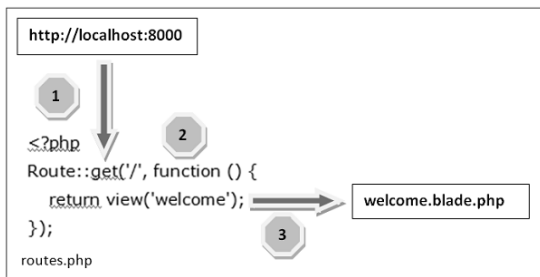 http://localhost:8000
1
2
<?php
Route::get('/', function () {
return view('welcome');
welcome.blade.php
3
});
routes.php